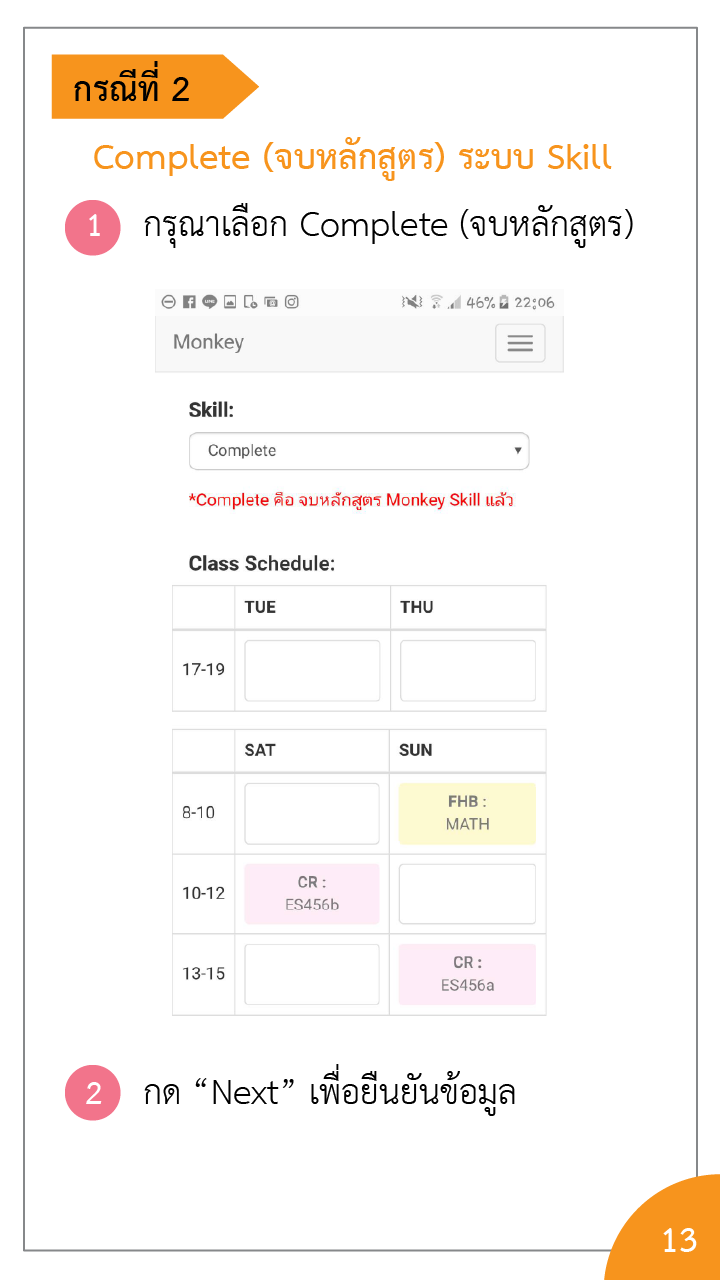 กรณีที่ 2
Complete (จบหลักสูตร) ระบบ Skill
1 กรุณาเลือก Complete (จบหลักสูตร)
46% 22:06
Monkey
Skill:
Complete
*Complete คือ จบหลักสูตร Monkey Skill แล้ว
Class Schedule:
TUE THU
17-19
SAT SUN
8-10 FHB : MATH
10-12 CR : ES456b
13-15 CR : ES456a
2 กด “Next” เพื่อยืนยันข้อมูล
13